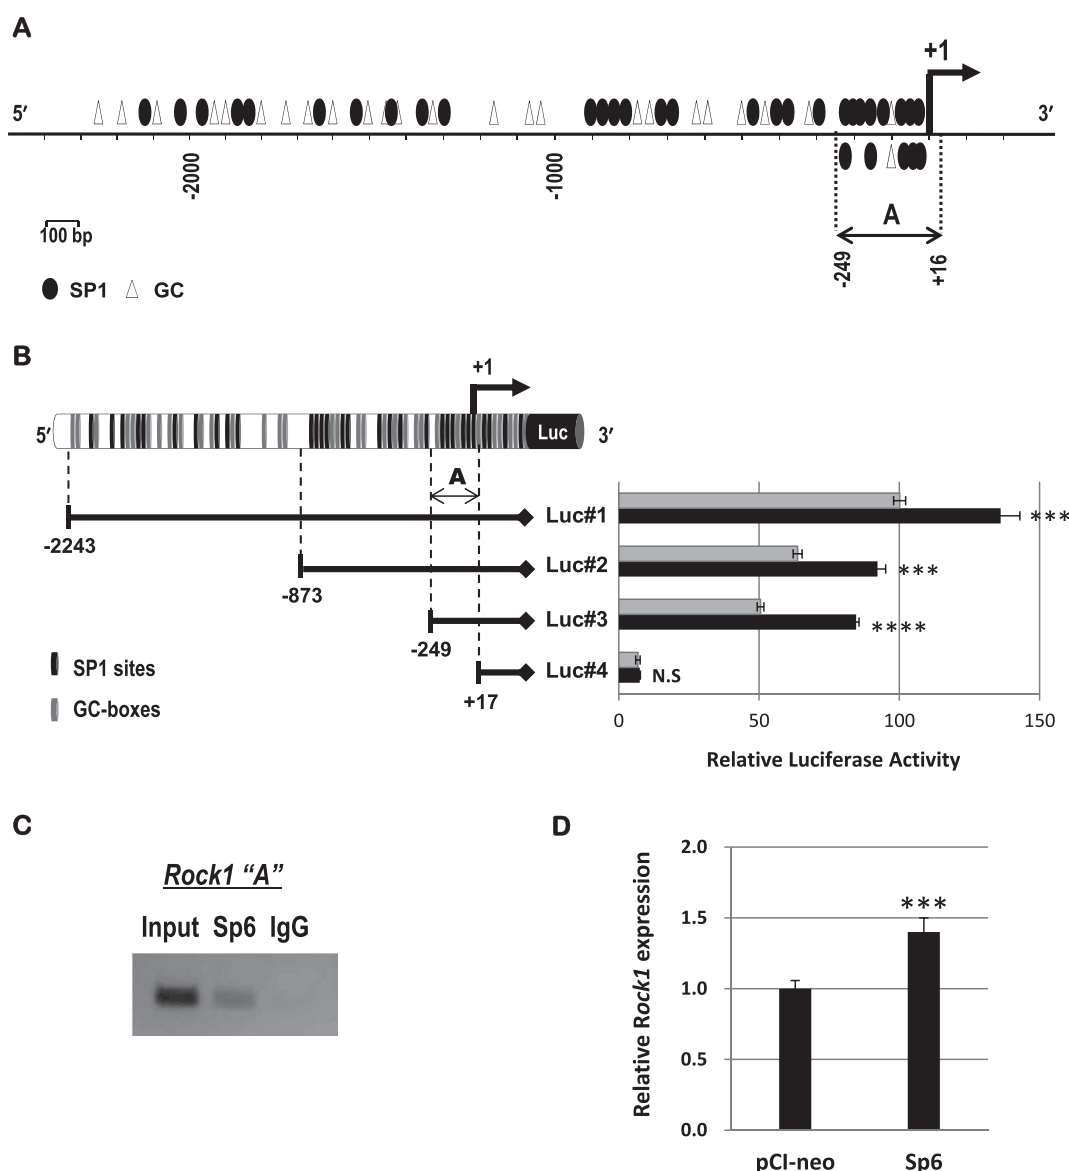 A
+1
5′
3′
-2000
-1000
A
100 bp
-249
+16
SP1
GC
B
+1
5′
Luc
3′
A
Luc#1
***
-2243
Luc#2
***
-873
Luc#3
****
-249
SP1 sites
Luc#4
N.S
+17
GC-boxes
0 50 100 150
Relative Luciferase Activity
C
Rock1 “A”
Input Sp6 IgG
D
Relative Rock1 expression
2.0
***
1.5
1.0
0.5
0.0
pCI-neo Sp6